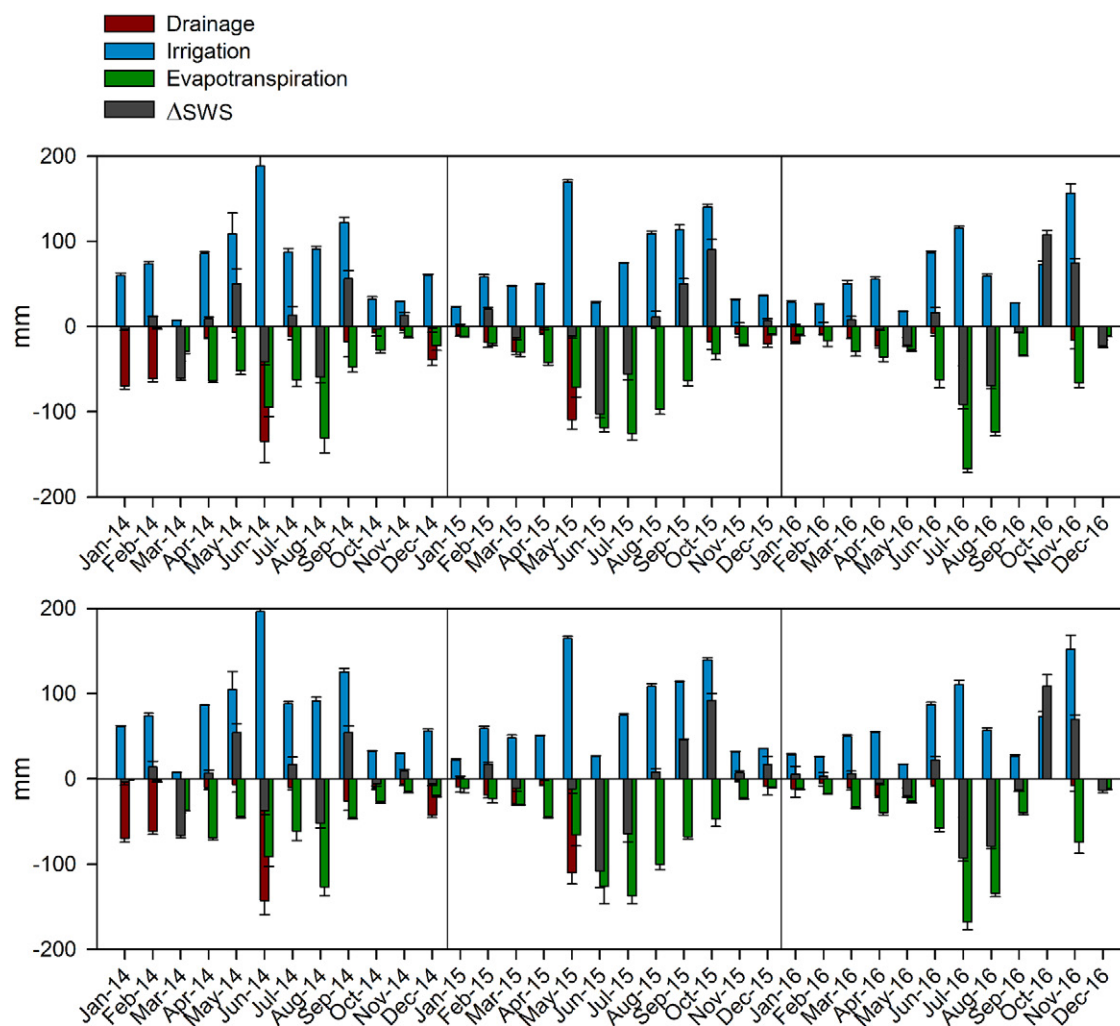 Drainage
Irrigation
Evapotranspiration
ΔSWS
200
100
0
-100
-200
mm
Jan-14
Feb-14
Mar-14
Apr-14
May-14
Jun-14
Jul-14
Aug-14
Sep-14
Oct-14
Nov-14
Dec-14
Jan-15
Feb-15
Mar-15
Apr-15
May-15
Jun-15
Jul-15
Aug-15
Sep-15
Oct-15
Nov-15
Dec-15
Jan-16
Feb-16
Mar-16
Apr-16
May-16
Jun-16
Jul-16
Aug-16
Sep-16
Oct-16
Nov-16
Dec-16
200
100
0
-100
-200
mm
Jan-14
Feb-14
Mar-14
Apr-14
May-14
Jun-14
Jul-14
Aug-14
Sep-14
Oct-14
Nov-14
Dec-14
Jan-15
Feb-15
Mar-15
Apr-15
May-15
Jun-15
Jul-15
Aug-15
Sep-15
Oct-15
Nov-15
Dec-15
Jan-16
Feb-16
Mar-16
Apr-16
May-16
Jun-16
Jul-16
Aug-16
Sep-16
Oct-16
Nov-16
Dec-16